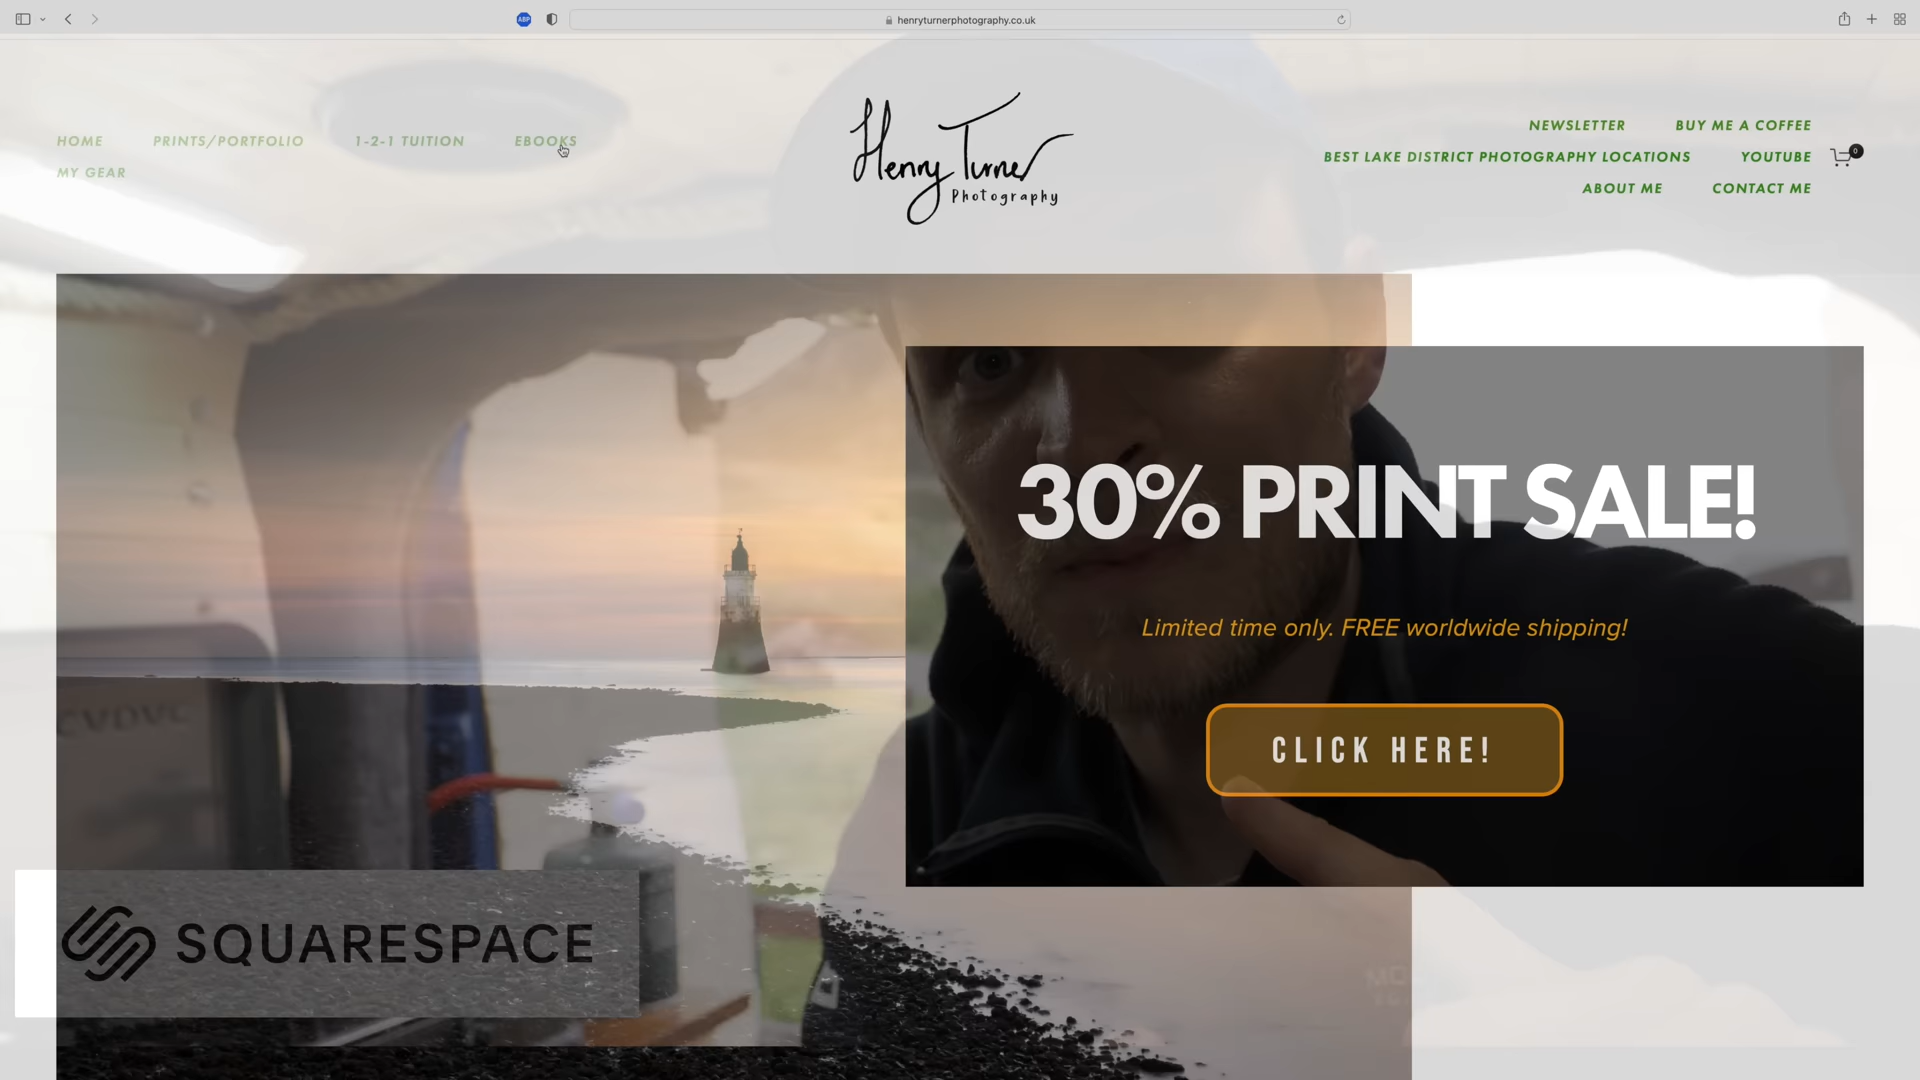 ABP
henryturnerphotography.co.uk
HOME PRINTS/PORTFOLIO 1-2-1 TUITION EBOOKS
MY GEAR
Henry Turner
Photography
NEWSLETTER BUY ME A COFFEE
BEST LAKE DISTRICT PHOTOGRAPHY LOCATIONS YOUTUBE
0
ABOUT ME CONTACT ME
30% PRINT SALE!
Limited time only. FREE worldwide shipping!
CLICK HERE!
SQUARESPACE